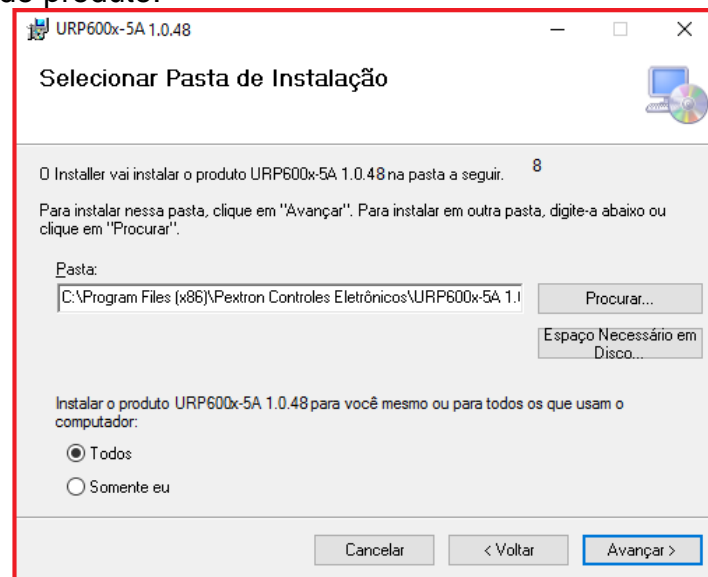 do produto.
URP600x-5A 1.0.48
Selecionar Pasta de Instalação
O Installer vai instalar o produto URP600x-5A 1.0.48 na pasta a seguir. 8
Para instalar nessa pasta, clique em "Avançar". Para instalar em outra pasta, digite-a abaixo ou
clique em "Procurar".
Pasta:
C:\Program Files (x86)\Pextron Controles Eletrônicos\URP600x-5A 1.
Procurar...
Espaço Necessário em
Disco...
Instalar o produto URP600x-5A 1.0.48 para você mesmo ou para todos os que usam o
computador:
Todos
Somente eu
Cancelar < Voltar Avançar >